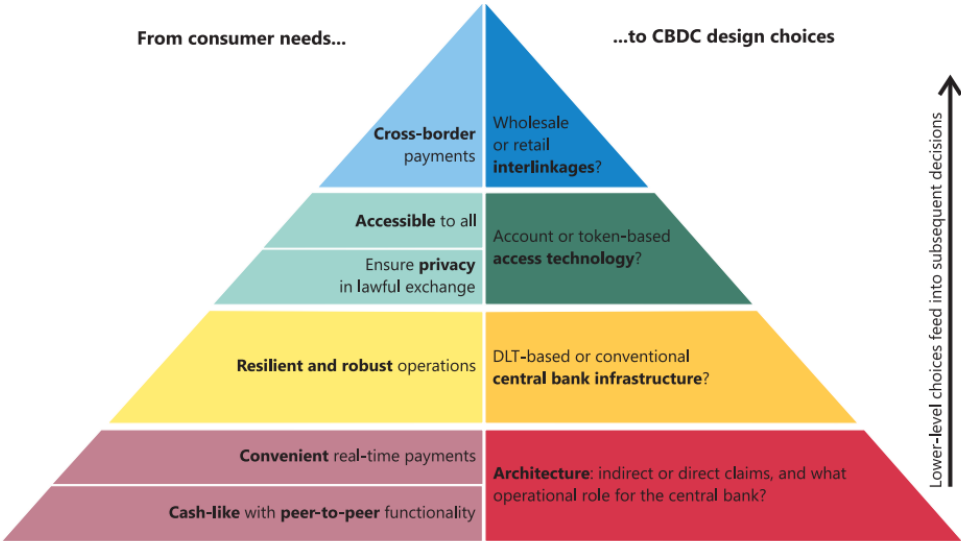 From consumer needs...
...to CBDC design choices
Cross-border
payments
Wholesale
or retail
interlinkages?
Accessible to all
Ensure privacy
in lawful exchange
Account or token-based
access technology?
Resilient and robust operations
DLT-based or conventional
central bank infrastructure?
Convenient real-time payments
Cash-like with peer-to-peer functionality
Architecture: indirect or direct claims, and what
operational role for the central bank?
Lower-level choices feed into subsequent decisions